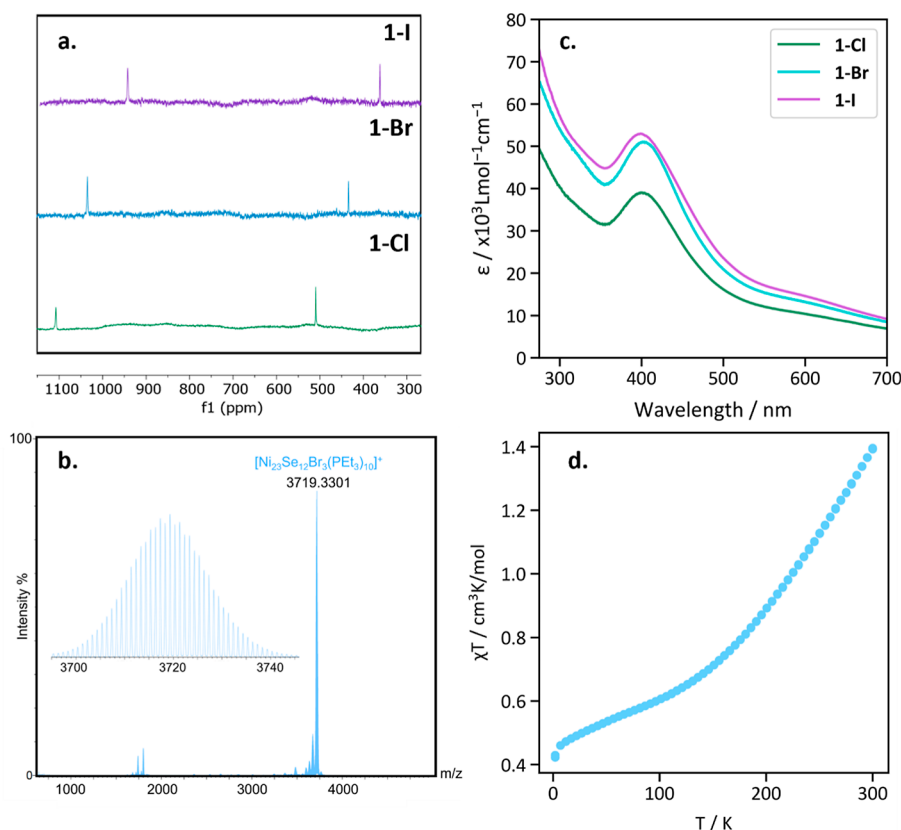 a.
1-I
1-Br
1-Cl
1100 1000 900 800 700 600 500 400 300
f1 (ppm)
c.
1-Cl
1-Br
1-I
80
70
60
50
40
30
20
10
0
ε / x10³Lmol⁻¹cm⁻¹
300 400 500 600 700
Wavelength / nm
b.
100
0
Intensity %
[Ni₂₃Se₁₂Br₃(PEt₃)₁₀]⁺
3719.3301
3700 3720 3740
1000 2000 3000 4000
m/z
d.
1.4
1.2
1.0
0.8
0.6
0.4
χT / cm³K/mol
0 100 200 300
T / K